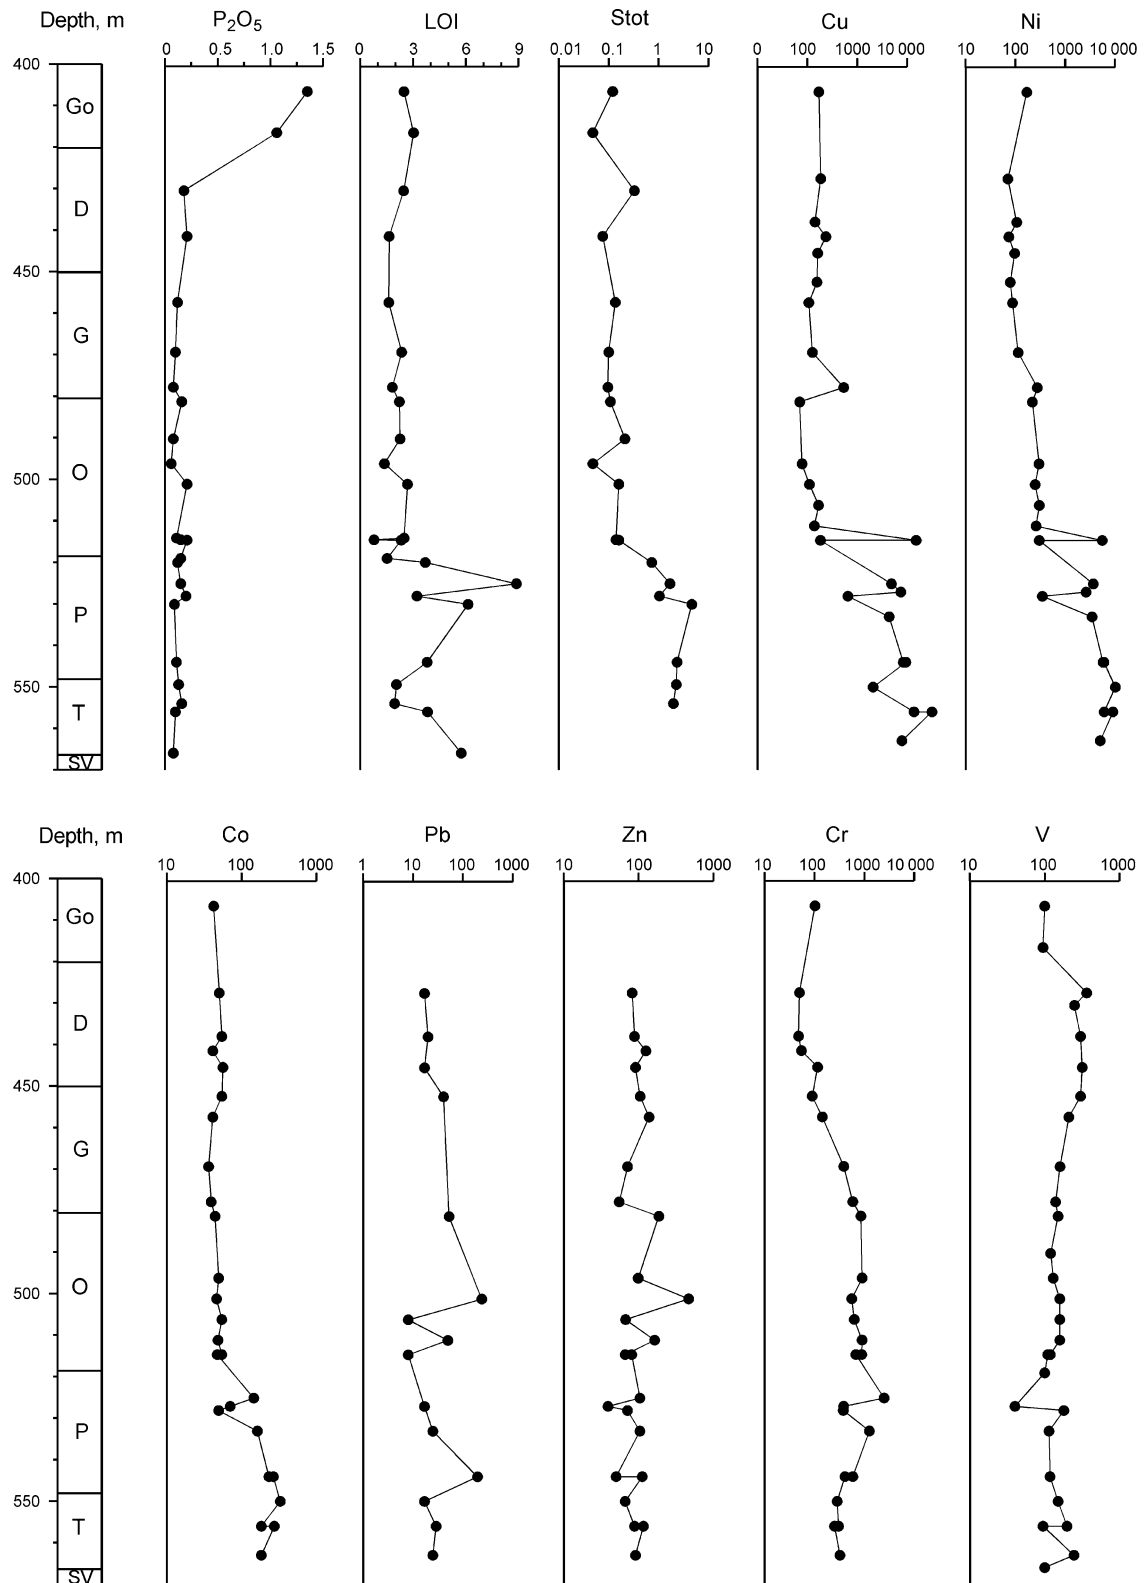 Depth, m P₂O₅ LOI Stot Cu Ni
0 0.5 1.0 1.5 0 3 6 9 0.01 0.1 1 10 0 100 1000 10 000 10 100 1000 10 000
400
Go
D
450
G
O
500
P
550
T
SV
Depth, m Co Pb Zn Cr V
10 100 1000 1 10 100 1000 10 100 1000 10 100 1000 10 000 10 100 1000
400
Go
D
450
G
O
500
P
550
T
SV